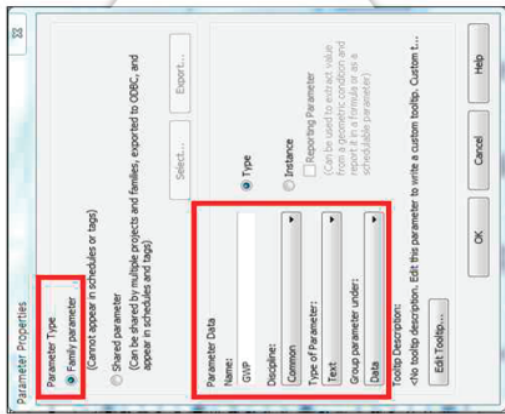 Parameter Properties
Parameter Type
Family parameter
(Cannot appear in schedules or tags)
Shared parameter
(Can be shared by multiple projects and families, exported to ODBC, and
appear in schedules and tags)
Select...
Export...
Parameter Data
Name:
GWP
Discipline:
Common
Type of Parameter:
Text
Group parameter under:
Data
Type
Instance
Reporting Parameter
(Can be used to extract value
from a geometric condition and
report it in a formula or as a
schedulable parameter)
Tooltip Description:
<No tooltip description. Edit this parameter to write a custom tooltip. Custom t...
Edit Tooltip...
OK
Cancel
Help